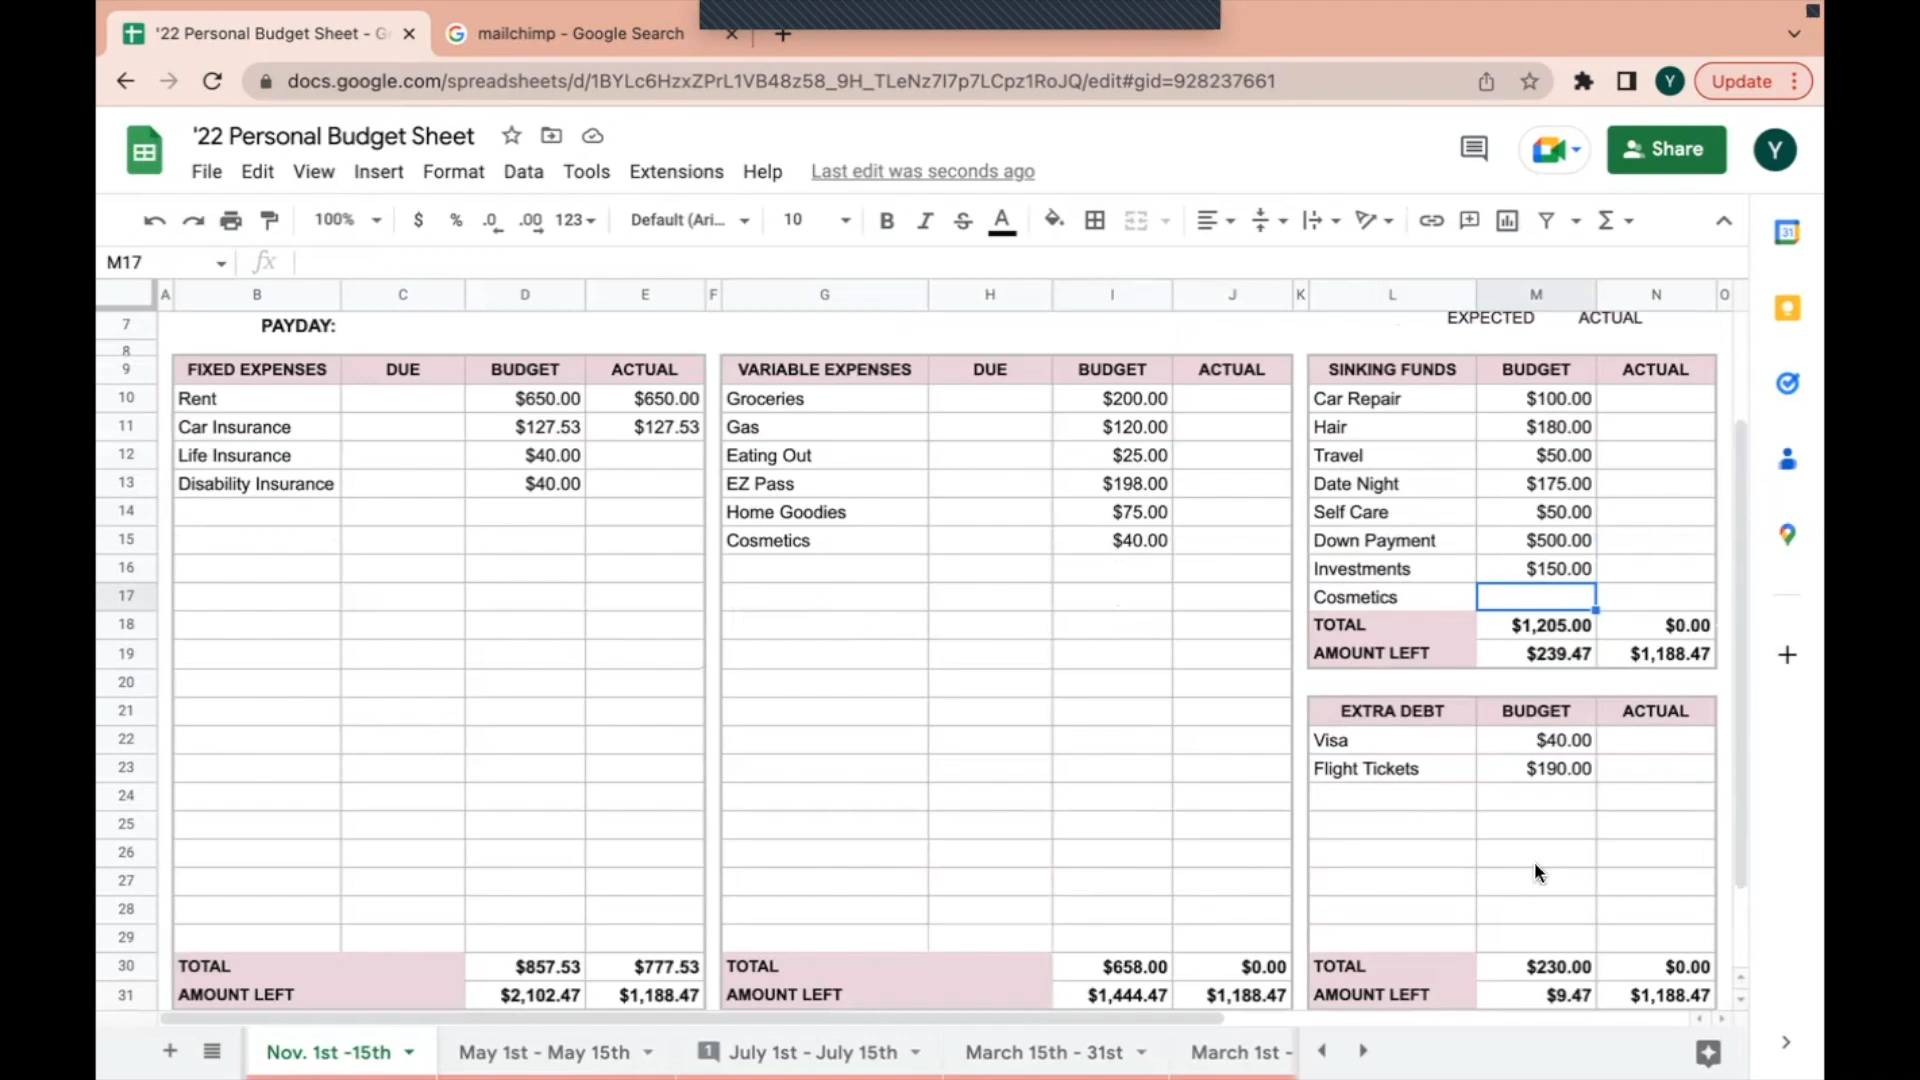 '22 Personal Budget Sheet - G
mailchimp - Google Search
docs.google.com/spreadsheets/d/1BYLc6HzxZPrL1VB48z58_9H_TLeNz7I7p7LCpz1RoJQ/edit#gid=928237661
Y
Update
'22 Personal Budget Sheet
Share
Y
File Edit View Insert Format Data Tools Extensions Help Last edit was seconds ago
100% $ % .0 .00 123 Default (Ari... 10 B I S A
31
M17 fx
A B C D E F G H I J K L M N O
7 PAYDAY: EXPECTED ACTUAL
8
9 FIXED EXPENSES DUE BUDGET ACTUAL VARIABLE EXPENSES DUE BUDGET ACTUAL SINKING FUNDS BUDGET ACTUAL
10 Rent $650.00 $650.00 Groceries $200.00 Car Repair $100.00
11 Car Insurance $127.53 $127.53 Gas $120.00 Hair $180.00
12 Life Insurance $40.00 Eating Out $25.00 Travel $50.00
13 Disability Insurance $40.00 EZ Pass $198.00 Date Night $175.00
14 Home Goodies $75.00 Self Care $50.00
15 Cosmetics $40.00 Down Payment $500.00
16 Investments $150.00
17 Cosmetics
18 TOTAL $1,205.00 $0.00
19 AMOUNT LEFT $239.47 $1,188.47
20
21 EXTRA DEBT BUDGET ACTUAL
22 Visa $40.00
23 Flight Tickets $190.00
24
25
26
27
28
29
30 TOTAL $857.53 $777.53 TOTAL $658.00 $0.00 TOTAL $230.00 $0.00
31 AMOUNT LEFT $2,102.47 $1,188.47 AMOUNT LEFT $1,444.47 $1,188.47 AMOUNT LEFT $9.47 $1,188.47
Nov. 1st -15th May 1st - May 15th 1 July 1st - July 15th March 15th - 31st March 1st -